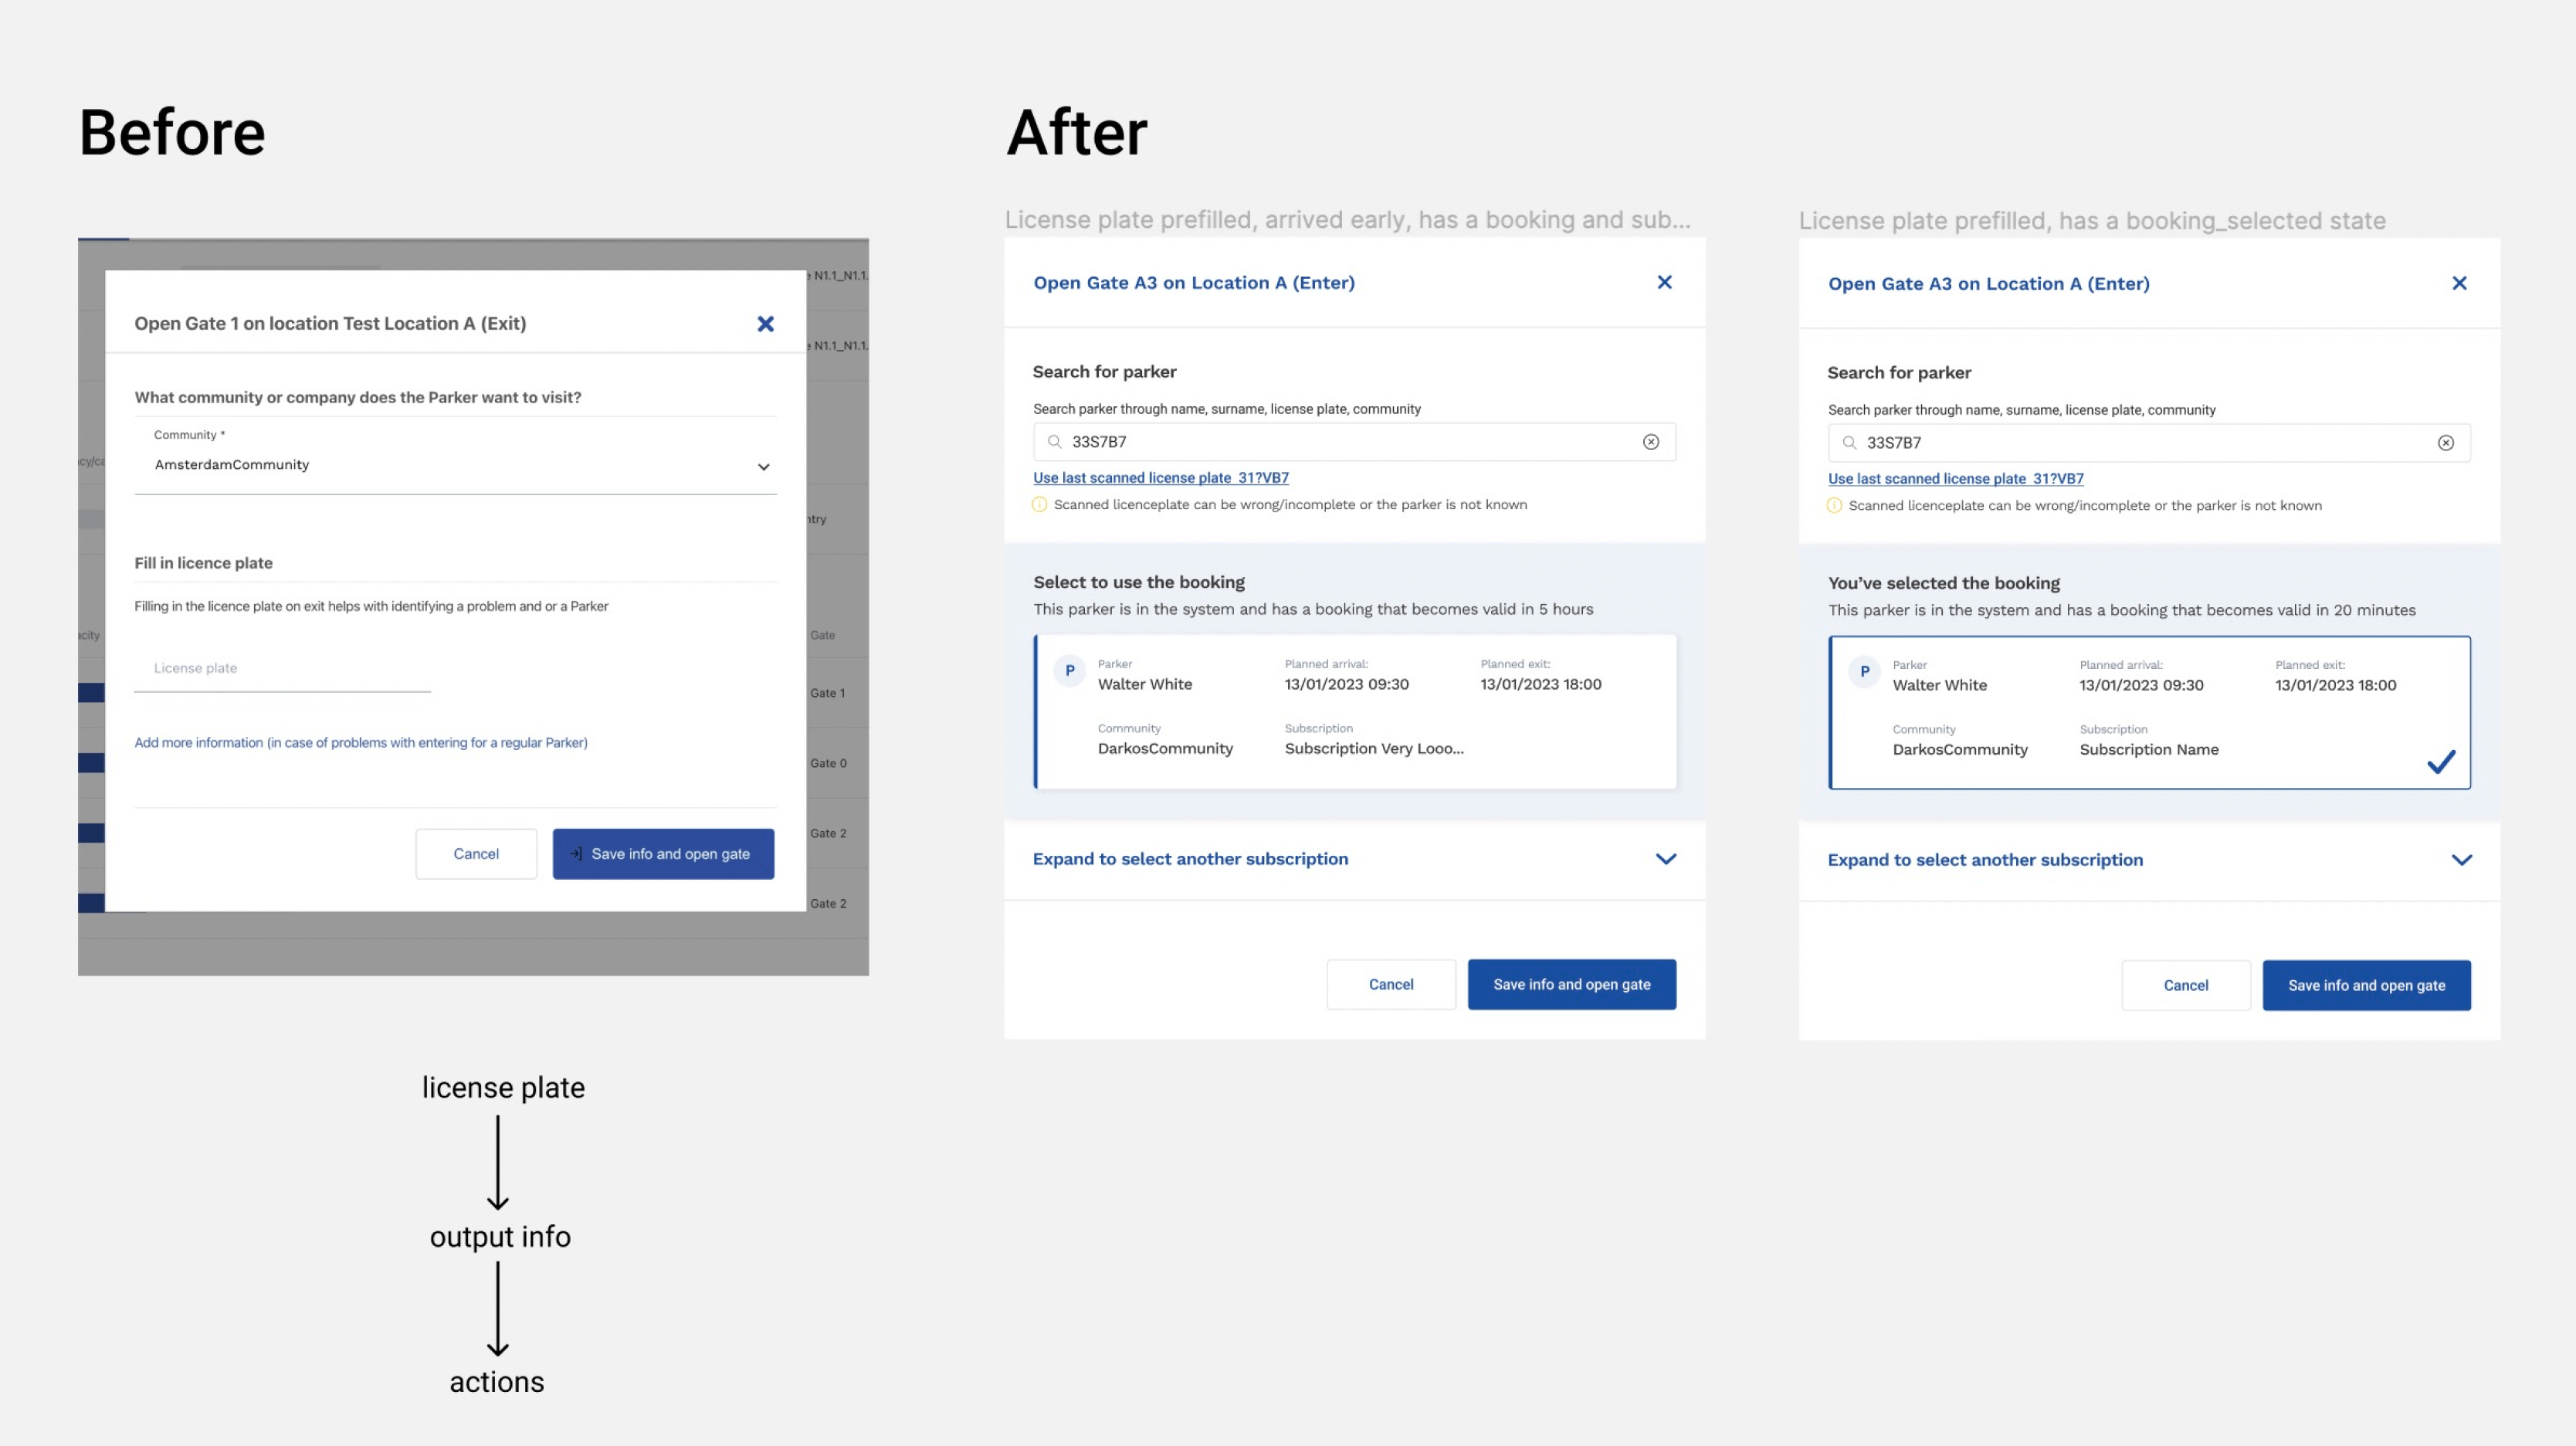 Before
After
License plate prefilled, arrived early, has a booking and sub...
License plate prefilled, has a booking_selected state
N1.1_N1.1.
N1.1_N1.1.
ntry
Gate
Gate 1
Gate 0
Gate 2
Gate 2
Open Gate 1 on location Test Location A (Exit)
What community or company does the Parker want to visit?
Community *
AmsterdamCommunity
Fill in licence plate
Filling in the licence plate on exit helps with identifying a problem and or a Parker
License plate
Add more information (in case of problems with entering for a regular Parker)
Cancel
Save info and open gate
license plate
output info
actions
Open Gate A3 on Location A (Enter)
Search for parker
Search parker through name, surname, license plate, community
33S7B7
Use last scanned license plate 31?VB7
Scanned licenceplate can be wrong/incomplete or the parker is not known
Select to use the booking
This parker is in the system and has a booking that becomes valid in 5 hours
P
Parker
Planned arrival:
Planned exit:
Walter White
13/01/2023 09:30
13/01/2023 18:00
Community
Subscription
DarkosCommunity
Subscription Very Looo...
Expand to select another subscription
Cancel
Save info and open gate
Open Gate A3 on Location A (Enter)
Search for parker
Search parker through name, surname, license plate, community
33S7B7
Use last scanned license plate 31?VB7
Scanned licenceplate can be wrong/incomplete or the parker is not known
You've selected the booking
This parker is in the system and has a booking that becomes valid in 20 minutes
P
Parker
Planned arrival:
Planned exit:
Walter White
13/01/2023 09:30
13/01/2023 18:00
Community
Subscription
DarkosCommunity
Subscription Name
Expand to select another subscription
Cancel
Save info and open gate